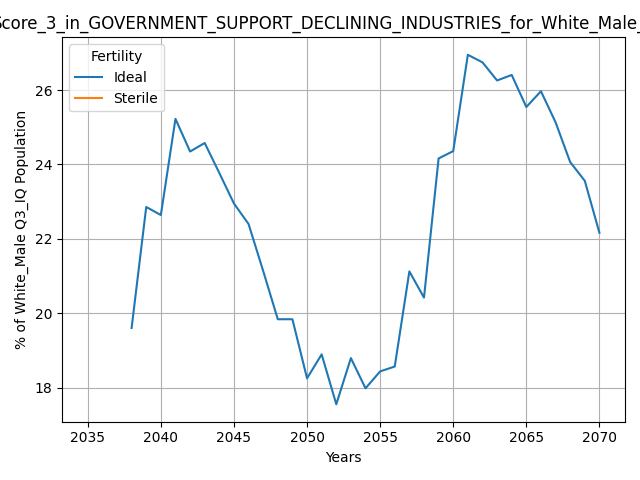 Score_3_in_GOVERNMENT_SUPPORT_DECLINING_INDUSTRIES_for_White_Male_
Fertility
Ideal
Sterile
% of White_Male Q3_IQ Population
26
24
22
20
18
2035 2040 2045 2050 2055 2060 2065 2070
Years